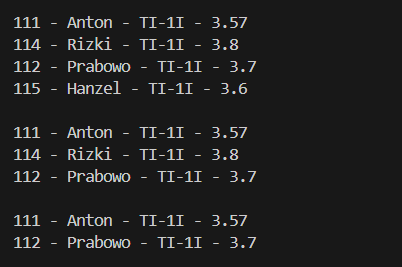 111 - Anton - TI-1I - 3.57
114 - Rizki - TI-1I - 3.8
112 - Prabowo - TI-1I - 3.7
115 - Hanzel - TI-1I - 3.6

111 - Anton - TI-1I - 3.57
114 - Rizki - TI-1I - 3.8
112 - Prabowo - TI-1I - 3.7

111 - Anton - TI-1I - 3.57
112 - Prabowo - TI-1I - 3.7